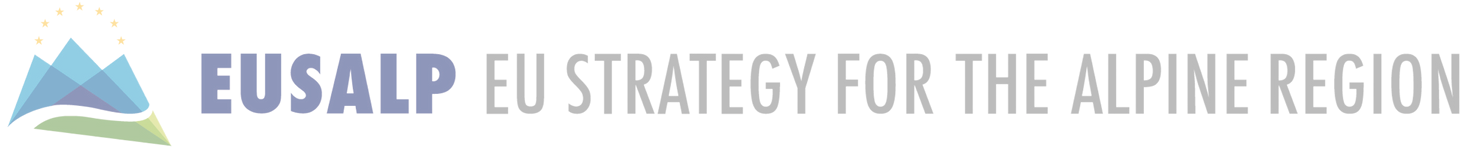 EUSALP EU STRATEGY FOR THE ALPINE REGION